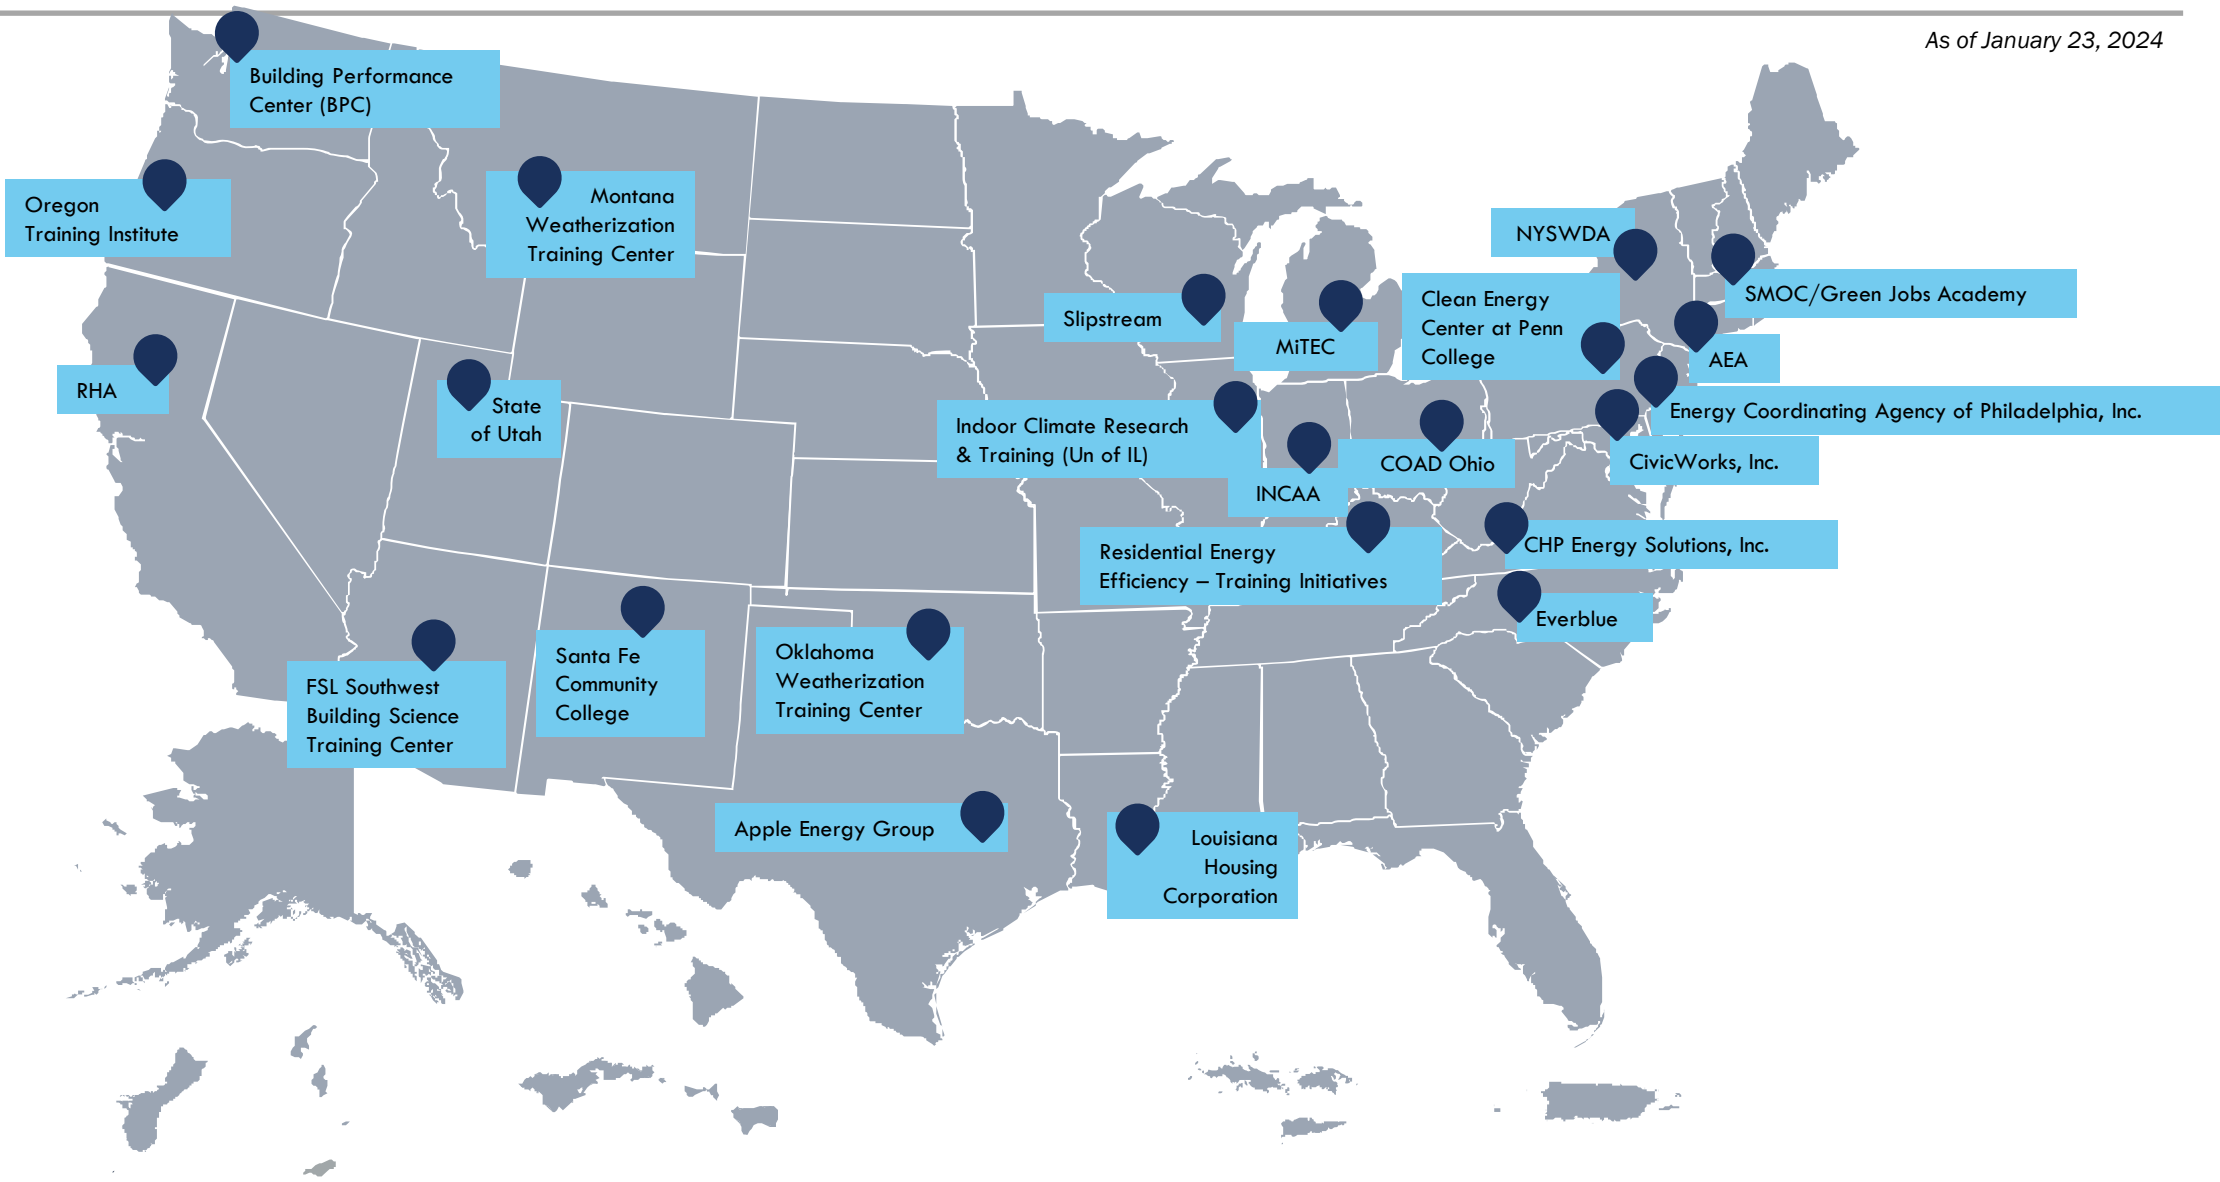 As of January 23, 2024
Building Performance
Center (BPC)
Oregon
Training Institute
Montana
Weatherization
Training Center
NYSWDA
SMOC/Green Jobs Academy
Slipstream
MiTEC
Clean Energy
Center at Penn
College
AEA
RHA
State
of Utah
Energy Coordinating Agency of Philadelphia, Inc.
Indoor Climate Research
& Training (Un of IL)
COAD Ohio
CivicWorks, Inc.
INCAA
CHP Energy Solutions, Inc.
Residential Energy
Efficiency – Training Initiatives
Everblue
FSL Southwest
Building Science
Training Center
Santa Fe
Community
College
Oklahoma
Weatherization
Training Center
Apple Energy Group
Louisiana
Housing
Corporation